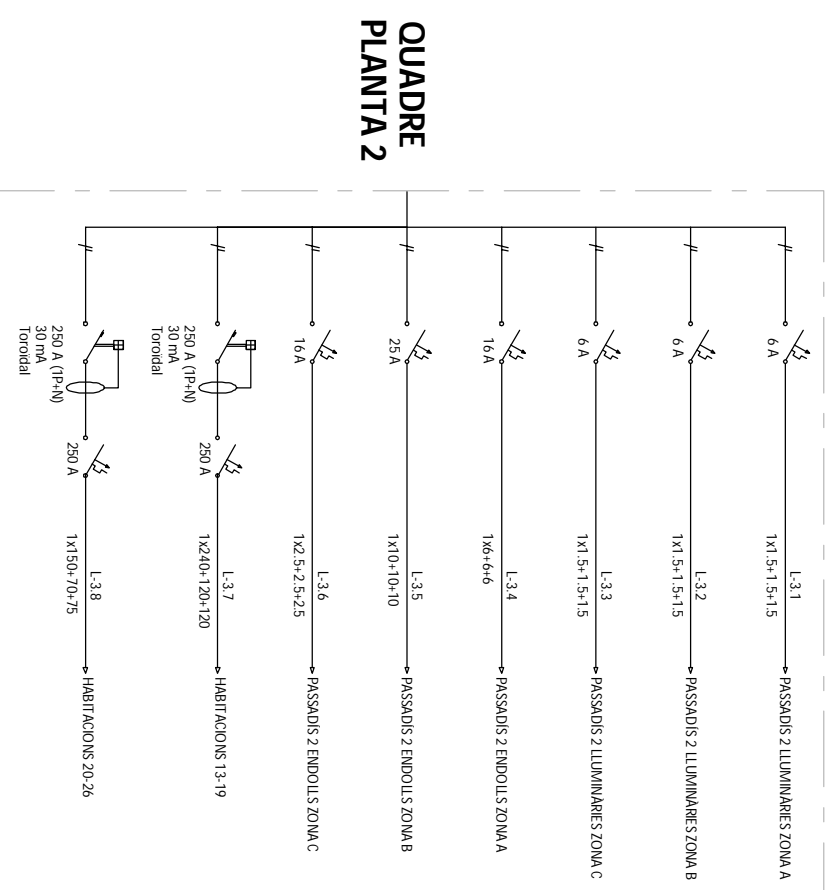 QUADRE
PLANTA 2
6 A
L-3.1
1x1.5+1.5+1.5
PASSADÍS 2 LLUMINÀRIES ZONA A
6 A
L-3.2
1x1.5+1.5+1.5
PASSADÍS 2 LLUMINÀRIES ZONA B
6 A
L-3.3
1x1.5+1.5+1.5
PASSADÍS 2 LLUMINÀRIES ZONA C
16 A
L-3.4
1x6+6+6
PASSADÍS 2 ENDOLLS ZONA A
25 A
L-3.5
1x10+10+10
PASSADÍS 2 ENDOLLS ZONA B
16 A
L-3.6
1x2.5+2.5+2.5
PASSADÍS 2 ENDOLLS ZONA C
250 A (1P+N)
30 mA
Toroïdal
250 A
L-3.7
1x240+120+120
HABITACIONS 13-19
250 A (1P+N)
30 mA
Toroïdal
250 A
L-3.8
1x150+70+75
HABITACIONS 20-26